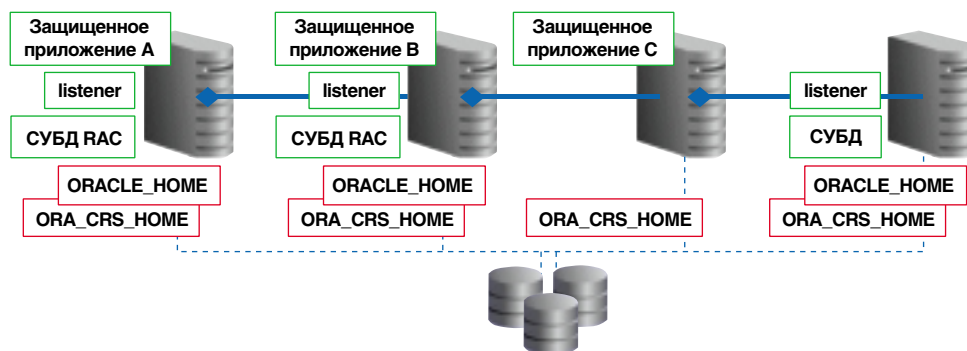 Защищенное
приложение A
listener
СУБД RAC
ORACLE_HOME
ORA_CRS_HOME
Защищенное
приложение B
listener
СУБД RAC
ORACLE_HOME
ORA_CRS_HOME
Защищенное
приложение C
ORA_CRS_HOME
listener
СУБД
ORACLE_HOME
ORA_CRS_HOME